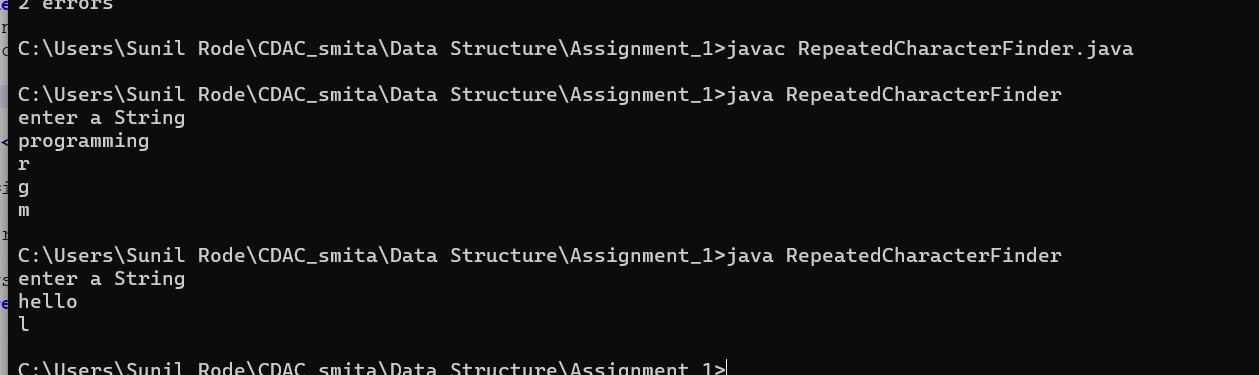 2 errors
C:\Users\Sunil Rode\CDAC_smita\Data Structure\Assignment_1>javac RepeatedCharacterFinder.java
C:\Users\Sunil Rode\CDAC_smita\Data Structure\Assignment_1>java RepeatedCharacterFinder
enter a String
programming
r
g
m
C:\Users\Sunil Rode\CDAC_smita\Data Structure\Assignment_1>java RepeatedCharacterFinder
enter a String
hello
l
C:\Users\Sunil Rode\CDAC_smita\Data Structure\Assignment_1>